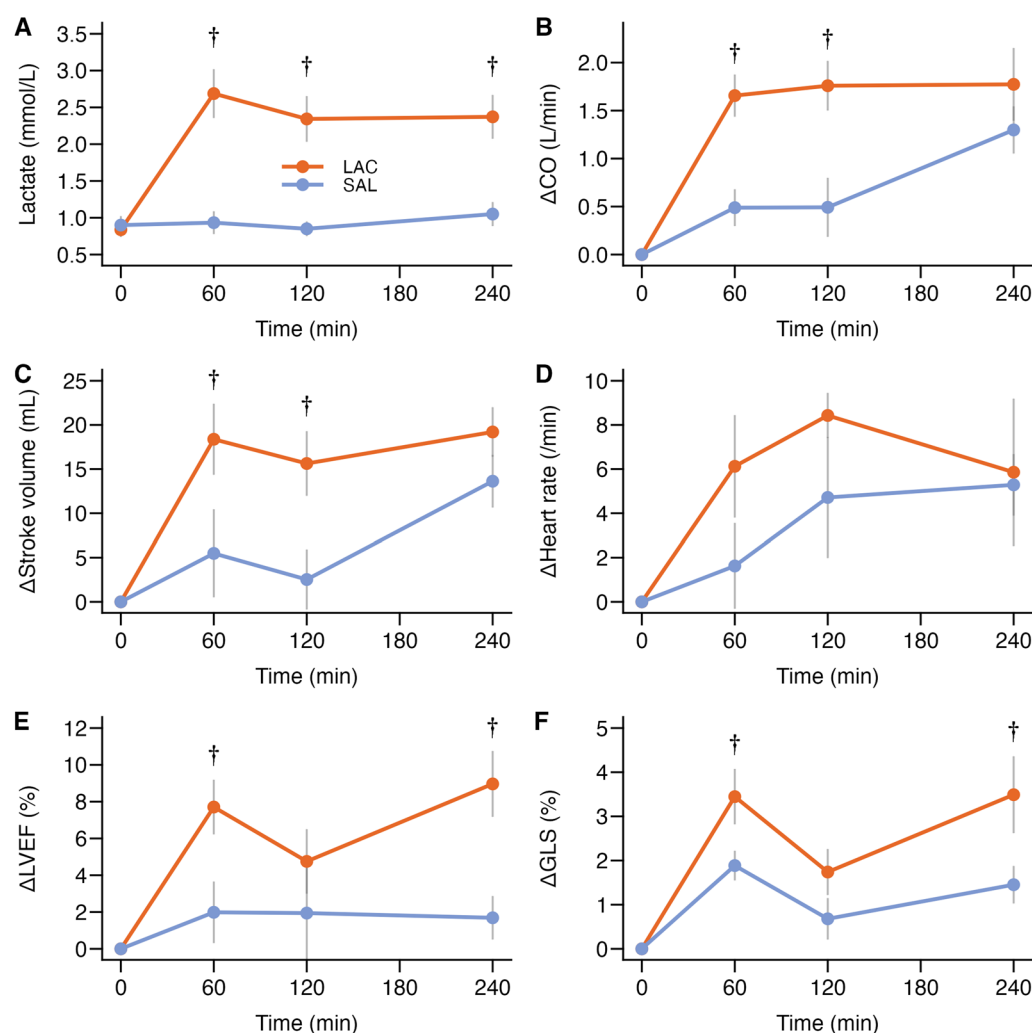 A
Lactate (mmol/L)
3.5
3.0
2.5
2.0
1.5
1.0
0.5
† † †
LAC
SAL
0 60 120 180 240
Time (min)
B
ΔCO (L/min)
2.0
1.5
1.0
0.5
0.0
† †
0 60 120 180 240
Time (min)
C
ΔStroke volume (mL)
25
20
15
10
5
0
† †
0 60 120 180 240
Time (min)
D
ΔHeart rate (/min)
10
8
6
4
2
0
0 60 120 180 240
Time (min)
E
ΔLVEF (%)
12
10
8
6
4
2
0
† †
0 60 120 180 240
Time (min)
F
ΔGLS (%)
5
4
3
2
1
0
† †
0 60 120 180 240
Time (min)